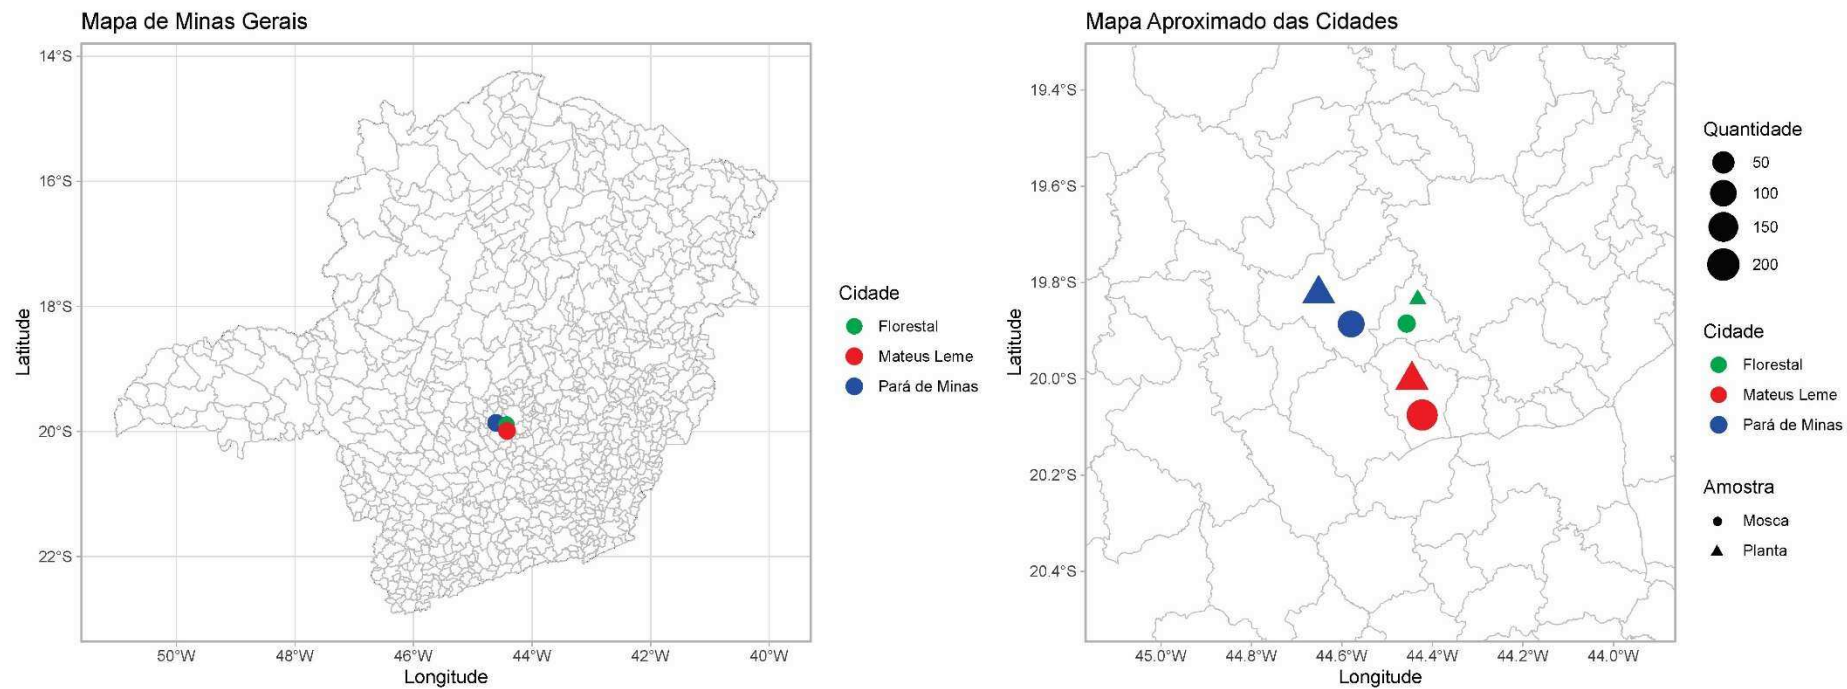 Mapa de Minas Gerais
14°S
16°S
18°S
20°S
22°S
Latitude
50°W 48°W 46°W 44°W 42°W 40°W
Longitude
Cidade
Florestal
Mateus Leme
Pará de Minas
Mapa Aproximado das Cidades
19.4°S
19.6°S
19.8°S
20.0°S
20.2°S
20.4°S
Latitude
45.0°W 44.8°W 44.6°W 44.4°W 44.2°W 44.0°W
Longitude
Quantidade
50
100
150
200
Cidade
Florestal
Mateus Leme
Pará de Minas
Amostra
Mosca
Planta